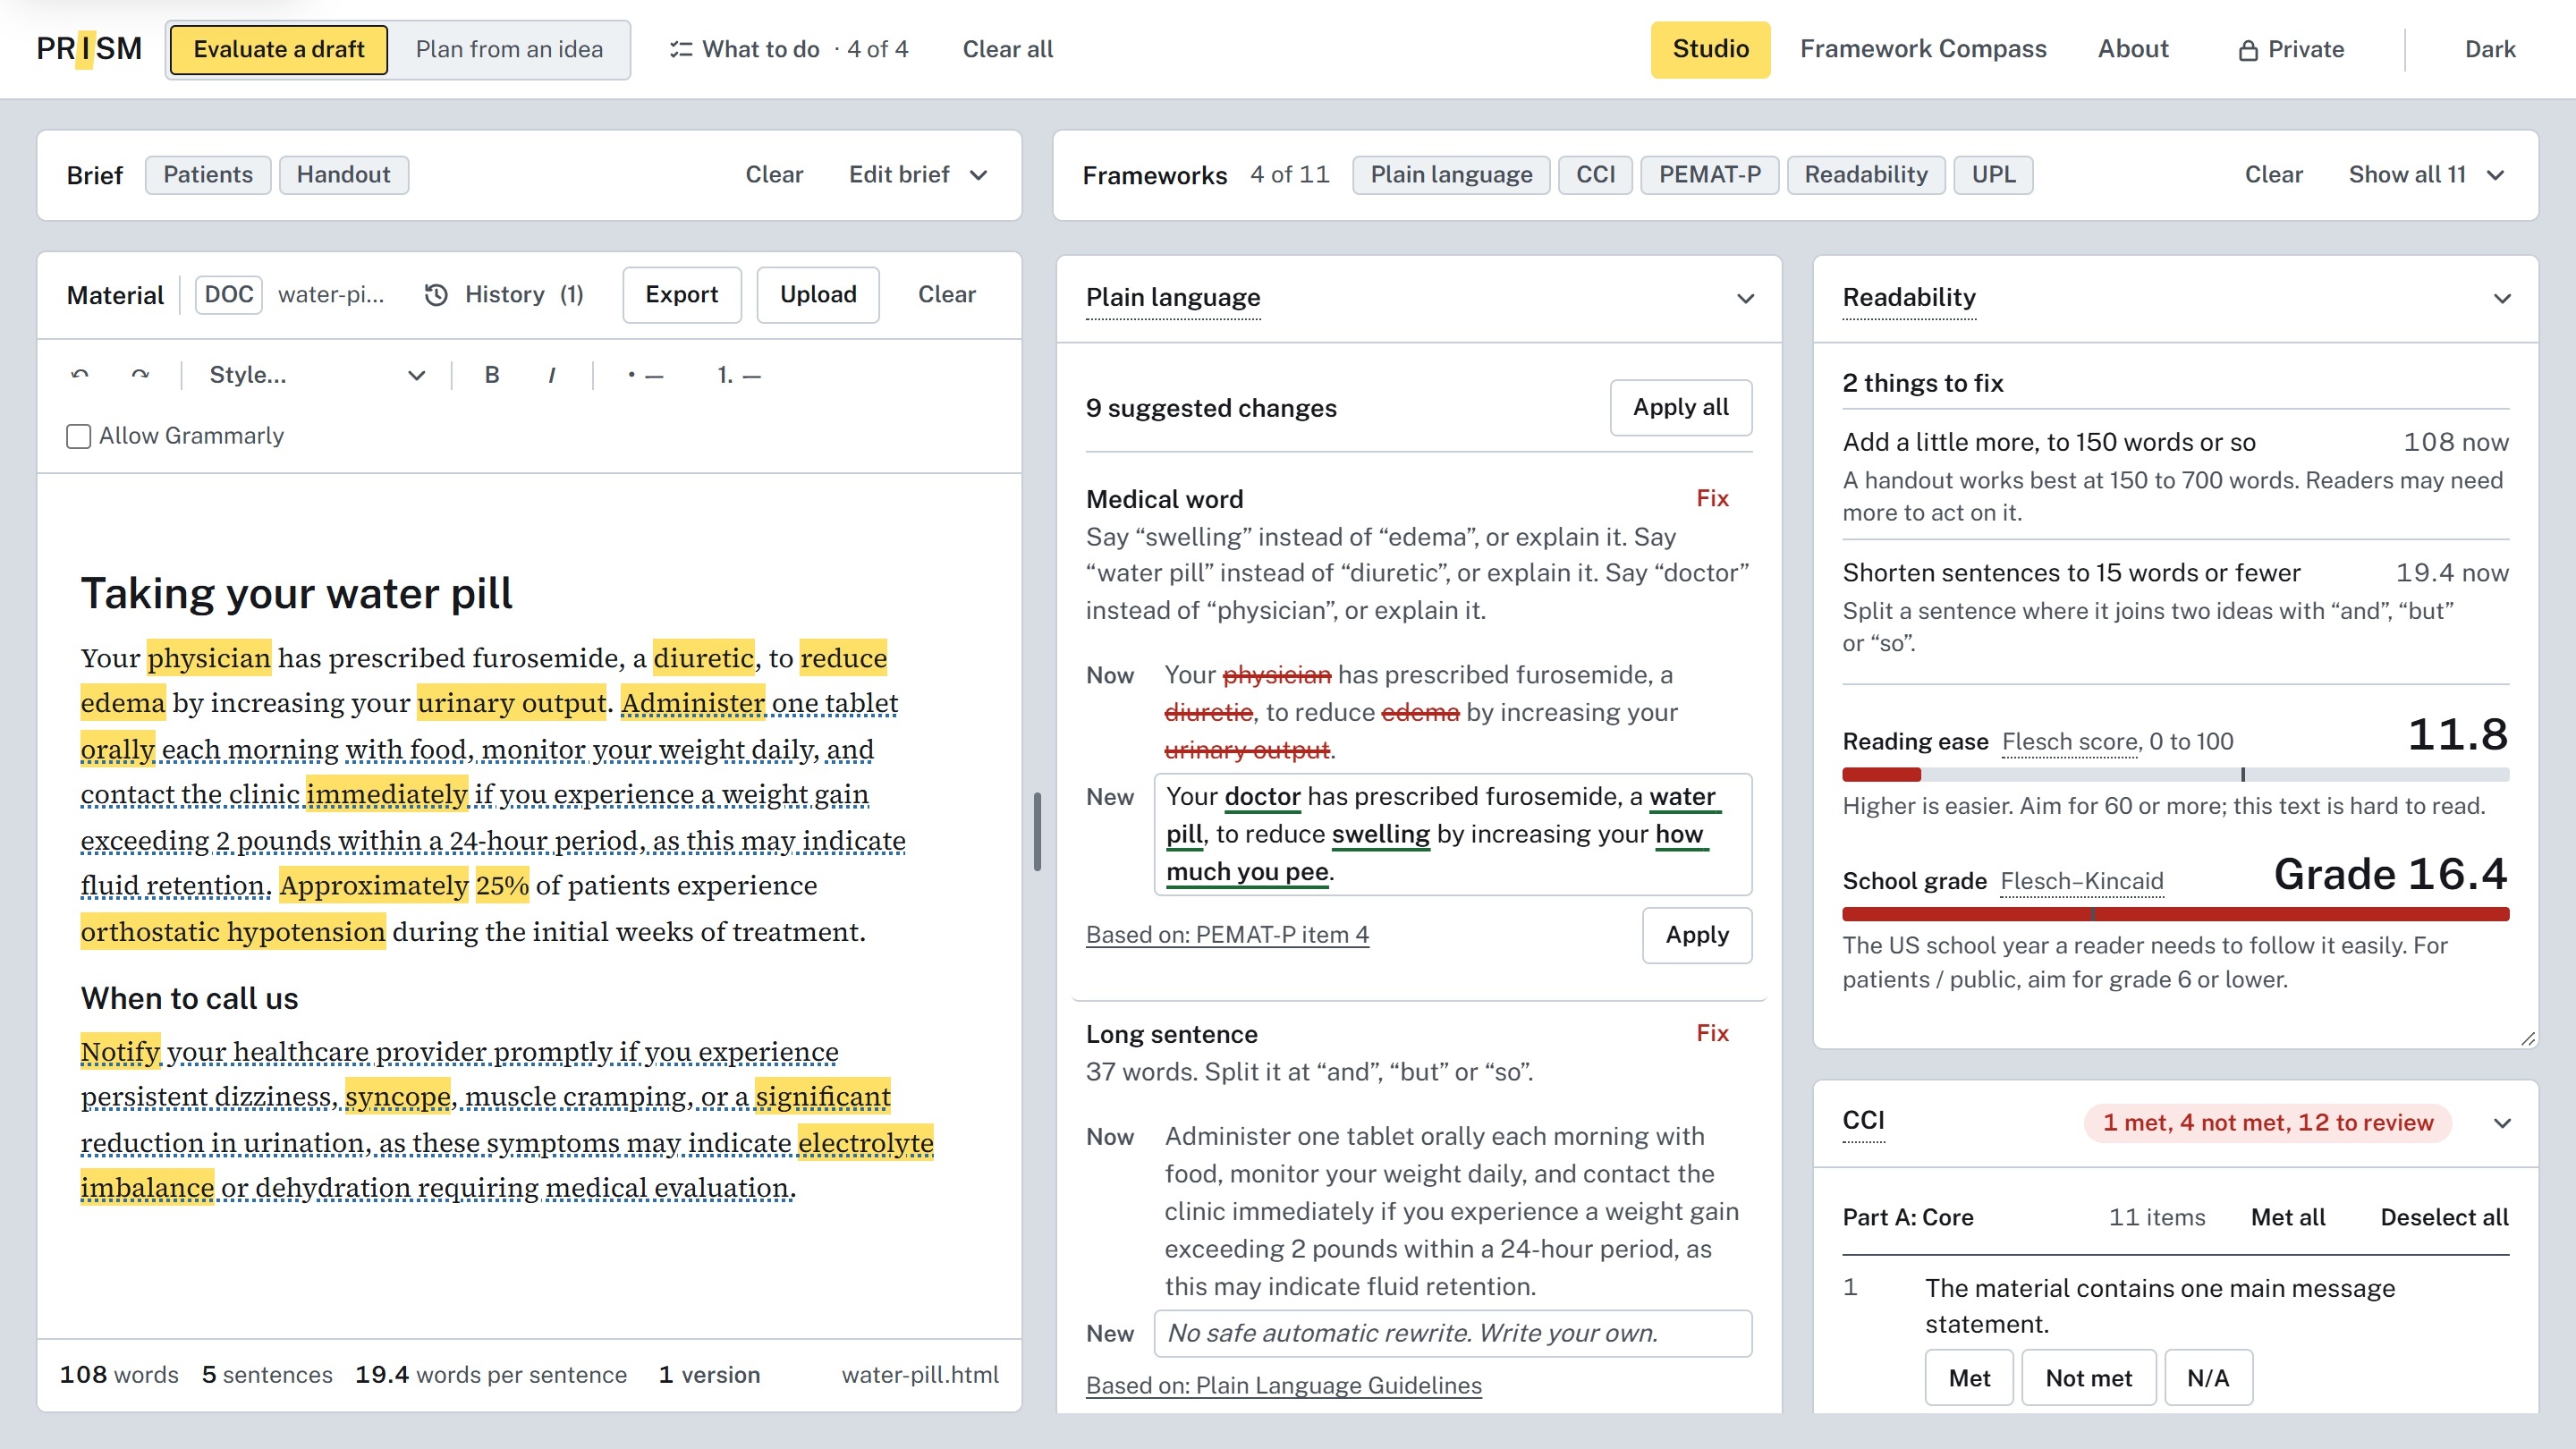 PRISM
Evaluate a draft
Plan from an idea
What to do · 4 of 4
Clear all
Studio
Framework Compass
About
Private
Dark
Brief
Patients
Handout
Clear
Edit brief
Frameworks
4 of 11
Plain language
CCI
PEMAT-P
Readability
UPL
Clear
Show all 11
Material
DOC
water-pi...
History (1)
Export
Upload
Clear
Style...
B
I
• —
1. —
Allow Grammarly
Taking your water pill
Your physician has prescribed furosemide, a diuretic, to reduce
edema by increasing your urinary output. Administer one tablet
orally each morning with food, monitor your weight daily, and
contact the clinic immediately if you experience a weight gain
exceeding 2 pounds within a 24-hour period, as this may indicate
fluid retention. Approximately 25% of patients experience
orthostatic hypotension during the initial weeks of treatment.
When to call us
Notify your healthcare provider promptly if you experience
persistent dizziness, syncope, muscle cramping, or a significant
reduction in urination, as these symptoms may indicate electrolyte
imbalance or dehydration requiring medical evaluation.
108 words
5 sentences
19.4 words per sentence
1 version
water-pill.html
Plain language
9 suggested changes
Apply all
Medical word
Fix
Say “swelling” instead of “edema”, or explain it. Say
“water pill” instead of “diuretic”, or explain it. Say “doctor”
instead of “physician”, or explain it.
Now
Your physician has prescribed furosemide, a
diuretic, to reduce edema by increasing your
urinary output.
New
Your doctor has prescribed furosemide, a water
pill, to reduce swelling by increasing your how
much you pee.
Based on: PEMAT-P item 4
Apply
Long sentence
Fix
37 words. Split it at “and”, “but” or “so”.
Now
Administer one tablet orally each morning with
food, monitor your weight daily, and contact the
clinic immediately if you experience a weight gain
exceeding 2 pounds within a 24-hour period, as
this may indicate fluid retention.
New
No safe automatic rewrite. Write your own.
Based on: Plain Language Guidelines
Readability
2 things to fix
Add a little more, to 150 words or so
108 now
A handout works best at 150 to 700 words. Readers may need
more to act on it.
Shorten sentences to 15 words or fewer
19.4 now
Split a sentence where it joins two ideas with “and”, “but”
or “so”.
Reading ease Flesch score, 0 to 100
11.8
Higher is easier. Aim for 60 or more; this text is hard to read.
School grade Flesch–Kincaid
Grade 16.4
The US school year a reader needs to follow it easily. For
patients / public, aim for grade 6 or lower.
CCI
1 met, 4 not met, 12 to review
Part A: Core
11 items
Met all
Deselect all
1
The material contains one main message
statement.
Met
Not met
N/A